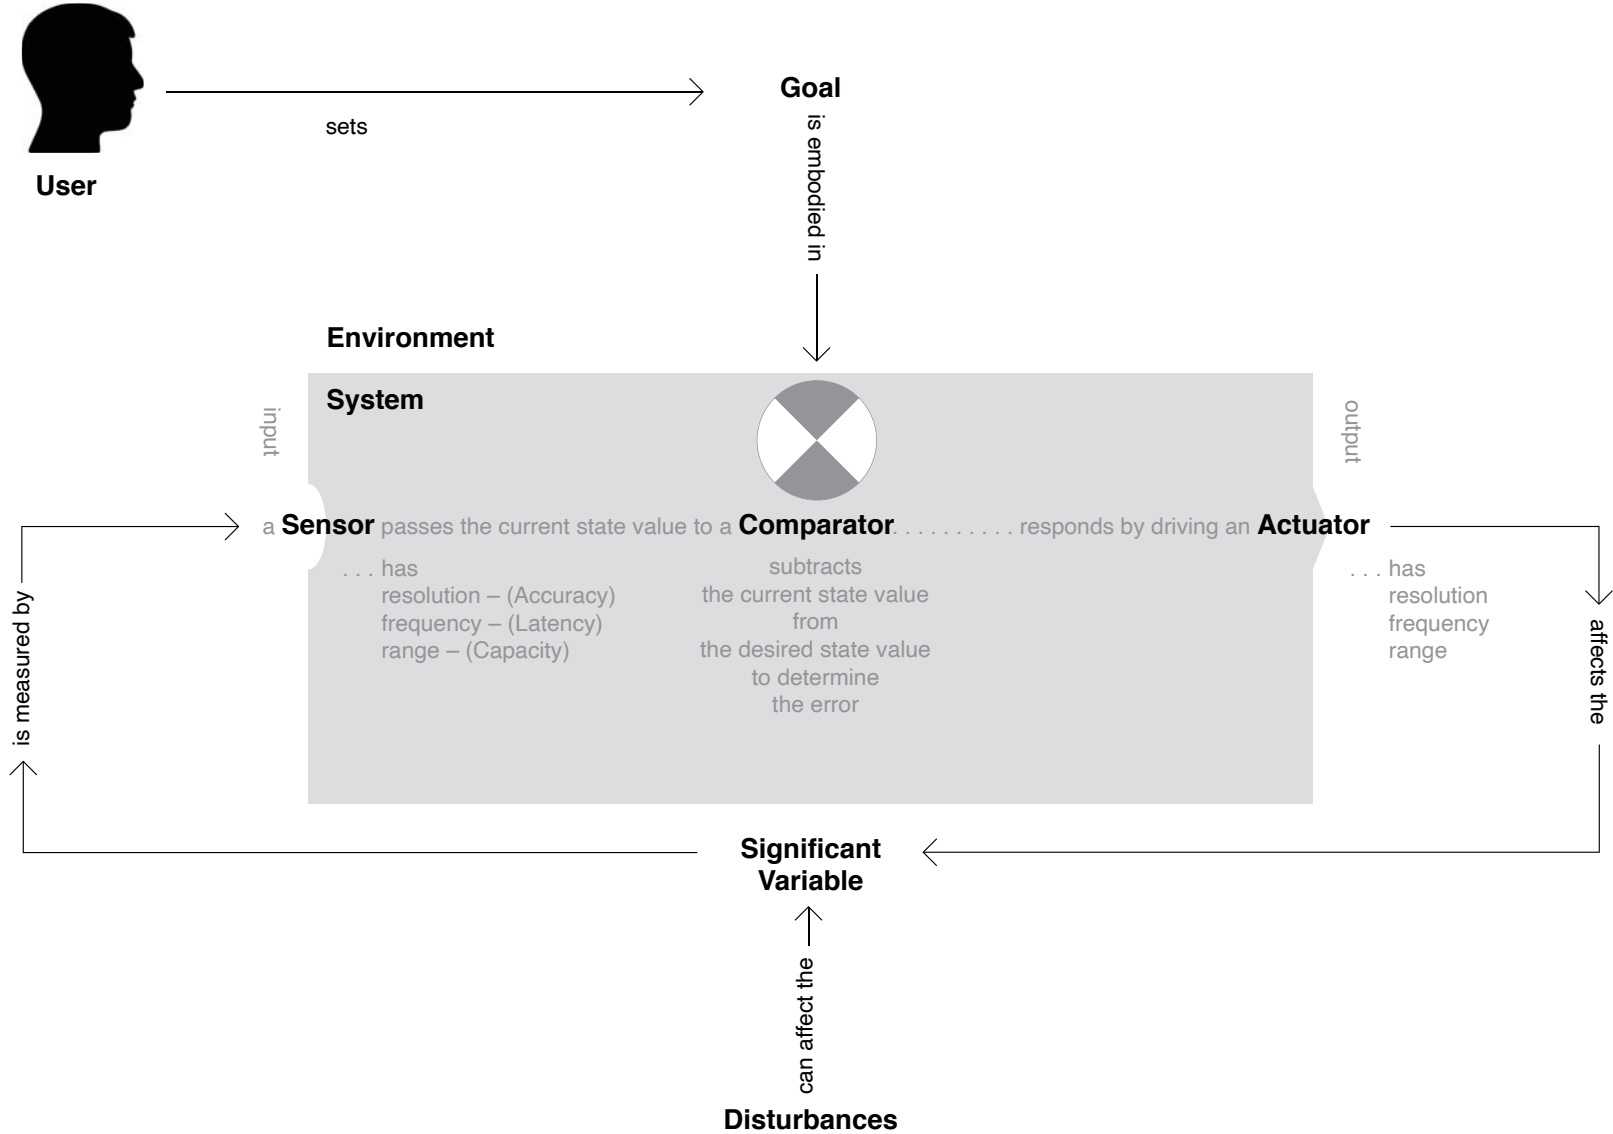 Goal
sets
User
is embodied in
Environment
System
input
output
a Sensor passes the current state value to a Comparator. . . . . . . . . . responds by driving an Actuator
. . . has
resolution – (Accuracy)
frequency – (Latency)
range – (Capacity)
subtracts
the current state value
from
the desired state value
to determine
the error
. . . has
resolution
frequency
range
is measured by
affects the
Significant
Variable
can affect the
Disturbances